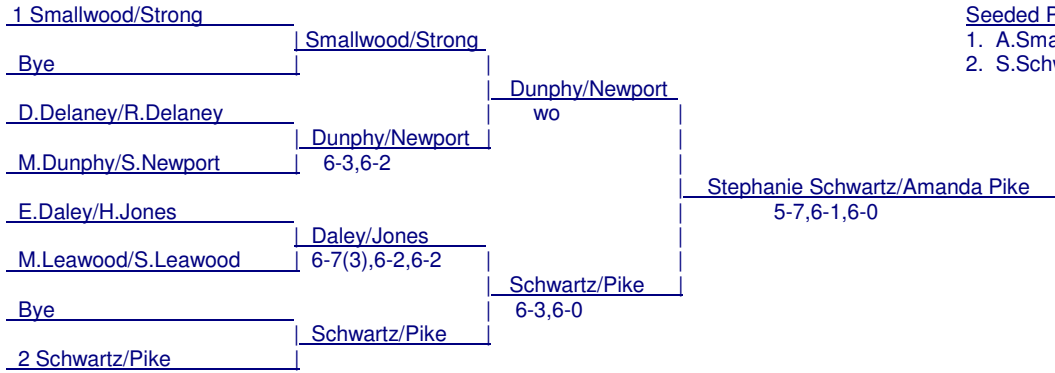 1 Smallwood/Strong
Seeded
Smallwood/Strong
1. 
Bye
2. 
Dunphy/Newport
D.Delaney/R.Delaney
wo
Dunphy/Newport
M.Dunphy/S.Newport
6-3,6-2
Stephanie Schwartz/Amanda Pike
E.Daley/H.Jones
5-7,6-1,6-0
Daley/Jones
M.Leawood/S.Leawood
6-7(3),6-2,6-2
Schwartz/Pike
Bye
6-3,6-0
Schwartz/Pike
2 Schwartz/Pike